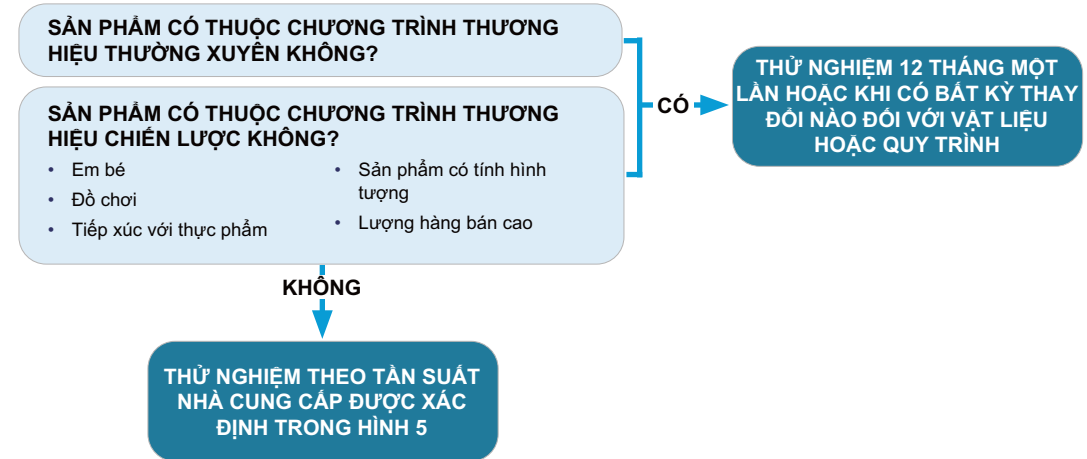 SẢN PHẨM CÓ THUỘC CHƯƠNG TRÌNH THƯƠNG
HIỆU THƯỜNG XUYÊN KHÔNG?
SẢN PHẨM CÓ THUỘC CHƯƠNG TRÌNH THƯƠNG
HIỆU CHIẾN LƯỢC KHÔNG?
• Em bé
• Đồ chơi
• Tiếp xúc với thực phẩm
• Sản phẩm có tính hình
tượng
• Lượng hàng bán cao
CÓ
THỬ NGHIỆM 12 THÁNG MỘT
LẦN HOẶC KHI CÓ BẤT KỲ THAY
ĐỔI NÀO ĐỐI VỚI VẬT LIỆU
HOẶC QUY TRÌNH
KHÔNG
THỬ NGHIỆM THEO TẦN SUẤT
NHÀ CUNG CẤP ĐƯỢC XÁC
ĐỊNH TRONG HÌNH 5